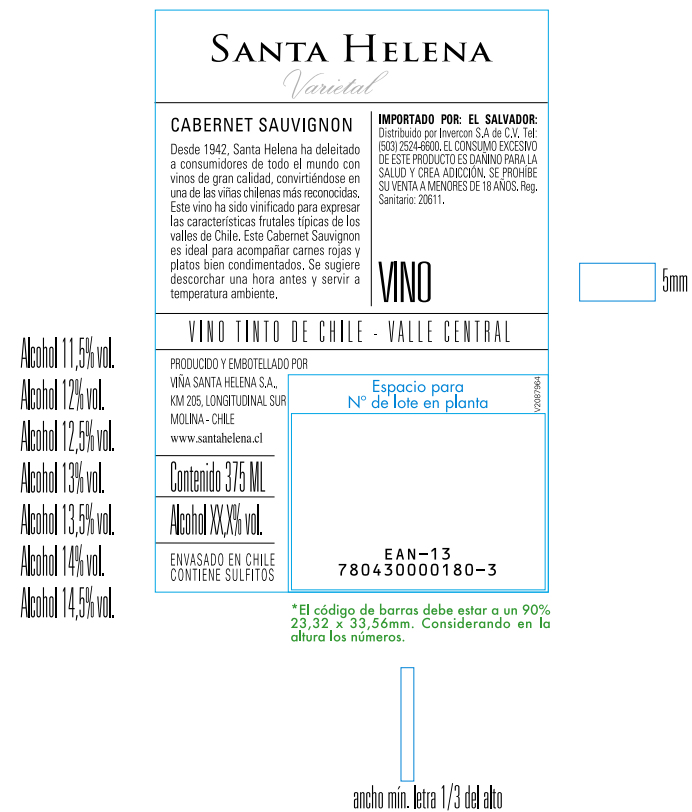 SANTA HELENA
Varietal
CABERNET SAUVIGNON
Desde 1942, Santa Helena ha deleitado
a consumidores de todo el mundo con
vinos de gran calidad, convirtiéndose en
una de las viñas chilenas más reconocidas.
Este vino ha sido vinificado para expresar
las características frutales típicas de los
valles de Chile. Este Cabernet Sauvignon
es ideal para acompañar carnes rojas y
platos bien condimentados. Se sugiere
descorchar una hora antes y servir a
temperatura ambiente.
IMPORTADO POR: EL SALVADOR:
Distribuido por Invercon S.A de C.V. Tel:
(503) 2524-6600. EL CONSUMO EXCESIVO
DE ESTE PRODUCTO ES DAÑINO PARA LA
SALUD Y CREA ADICCIÓN. SE PROHÍBE
SU VENTA A MENORES DE 18 AÑOS. Reg.
Sanitario: 20611.
VINO
5mm
VINO TINTO DE CHILE - VALLE CENTRAL
Alcohol 11,5% vol.
Alcohol 12% vol.
Alcohol 12,5% vol.
Alcohol 13% vol.
Alcohol 13,5% vol.
Alcohol 14% vol.
Alcohol 14,5% vol.
PRODUCIDO Y EMBOTELLADO POR
VIÑA SANTA HELENA S.A.,
KM 205, LONGITUDINAL SUR
MOLINA - CHILE
www.santahelena.cl
Contenido 375 ML
Alcohol XX,X% vol.
ENVASADO EN CHILE
CONTIENE SULFITOS
Espacio para
N° de lote en planta
V2087964
EAN-13
780430000180-3
*El código de barras debe estar a un 90%
23,32 x 33,56mm. Considerando en la
altura los números.
ancho mín. letra 1/3 del alto